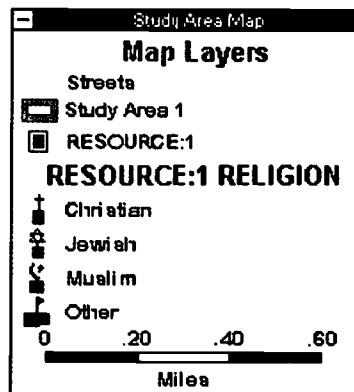 Study Area Map
Map Layers
Streets
Study Area 1
RESOURCE:1
RESOURCE:1 RELIGION
Christian
Jewish
Muslim
Other
0 .20 .40 .60
Miles